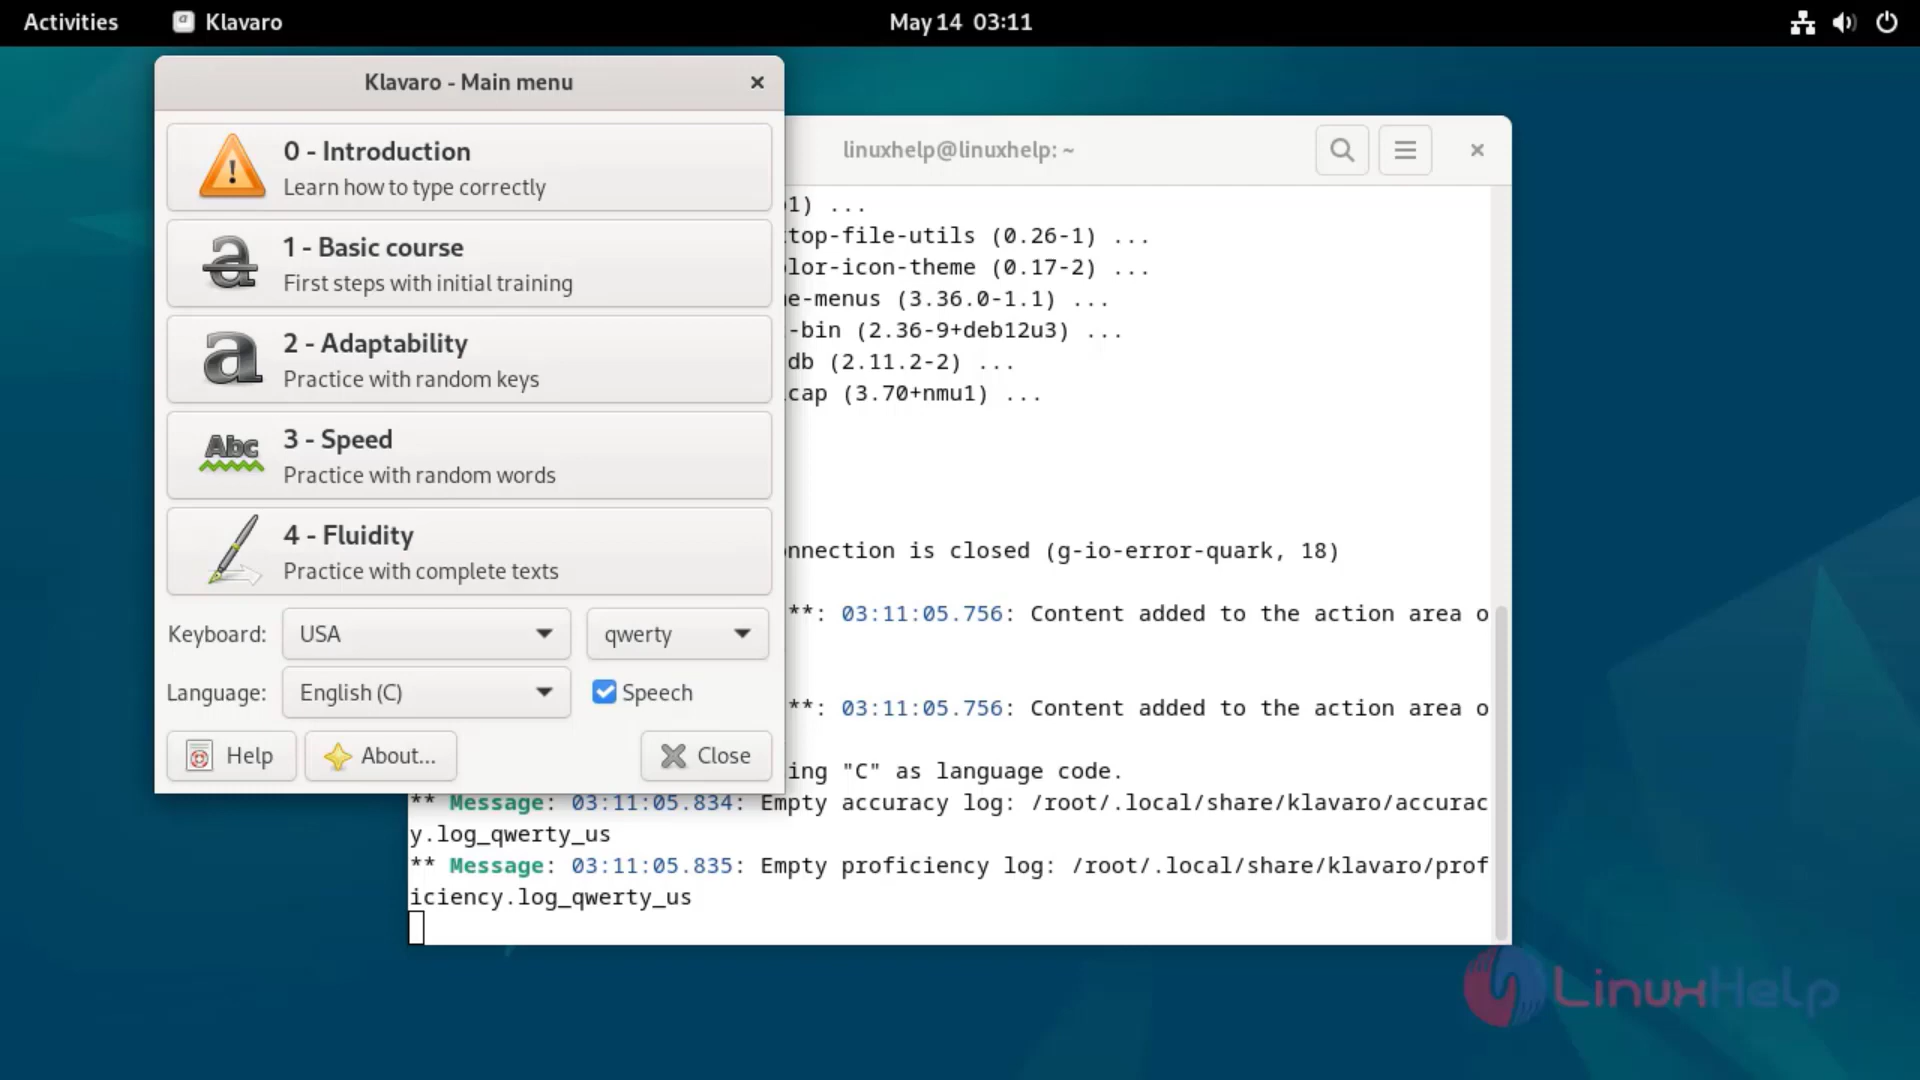 Activities
Klavaro
May 14 03:11
Klavaro - Main menu
0 - Introduction
Learn how to type correctly
1 - Basic course
First steps with initial training
2 - Adaptability
Practice with random keys
Abc
3 - Speed
Practice with random words
4 - Fluidity
Practice with complete texts
Keyboard: USA qwerty
Language: English (C) Speech
Help About... Close
linuxhelp@linuxhelp: ~
1) ...
top-file-utils (0.26-1) ...
lor-icon-theme (0.17-2) ...
e-menus (3.36.0-1.1) ...
-bin (2.36-9+deb12u3) ...
db (2.11.2-2) ...
cap (3.70+nmu1) ...
nnection is closed (g-io-error-quark, 18)
**: 03:11:05.756: Content added to the action area o
**: 03:11:05.756: Content added to the action area o
ing "C" as language code.
** Message: 03:11:05.834: Empty accuracy log: /root/.local/share/klavaro/accurac
y.log_qwerty_us
** Message: 03:11:05.835: Empty proficiency log: /root/.local/share/klavaro/prof
iciency.log_qwerty_us
LinuxHelp